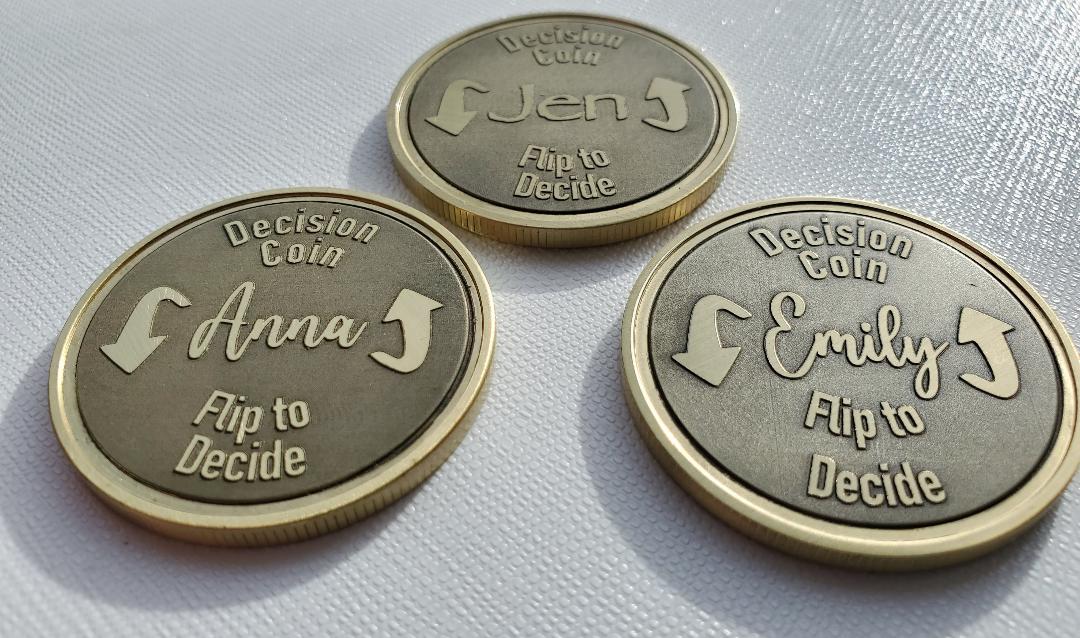 Decision
Coin
Jen
Flip to
Decide
Decision
Coin
Anna
Flip to
Decide
Decision
Coin
Emily
Flip to
Decide